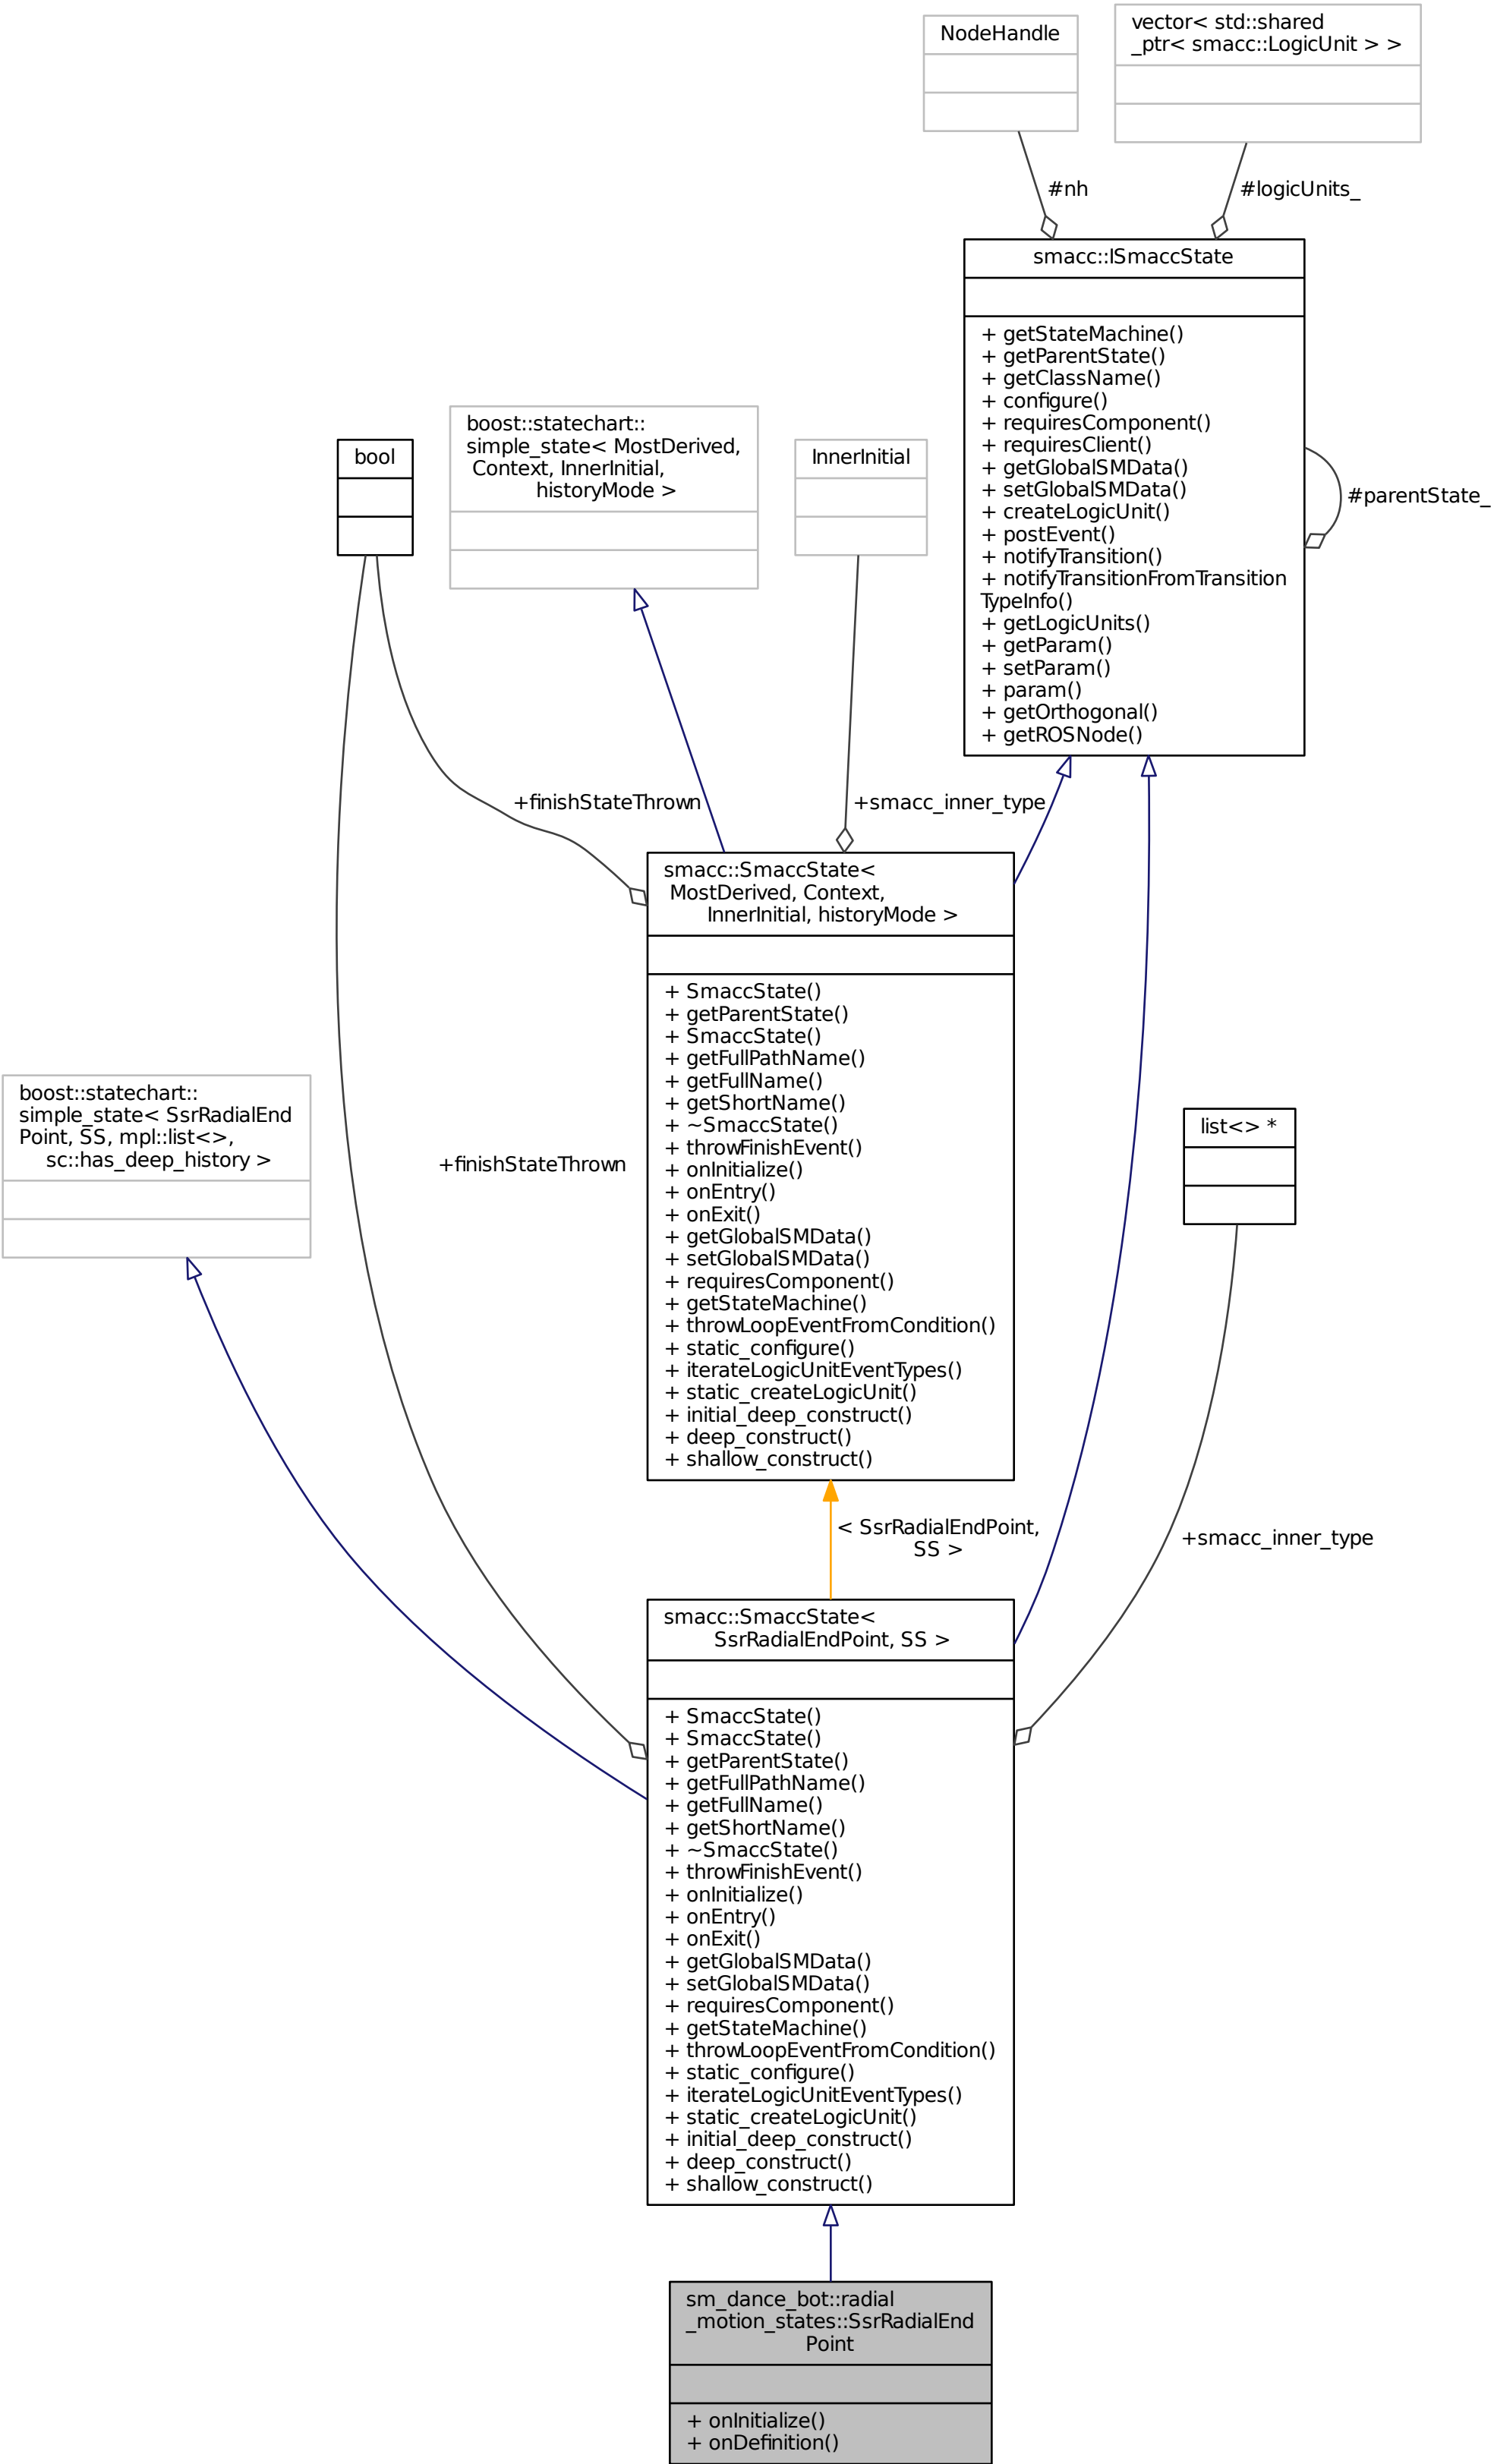 NodeHandle
vector< std::shared
_ptr< smacc::LogicUnit > >
#nh
#logicUnits_
smacc::ISmaccState
+ getStateMachine()
+ getParentState()
+ getClassName()
+ configure()
+ requiresComponent()
+ requiresClient()
+ getGlobalSMData()
+ setGlobalSMData()
+ createLogicUnit()
+ postEvent()
+ notifyTransition()
+ notifyTransitionFromTransition
TypeInfo()
+ getLogicUnits()
+ getParam()
+ setParam()
+ param()
+ getOrthogonal()
+ getROSNode()
#parentState_
bool
boost::statechart::
simple_state< MostDerived,
Context, InnerInitial,
historyMode >
InnerInitial
+finishStateThrown
+smacc_inner_type
smacc::SmaccState<
MostDerived, Context,
InnerInitial, historyMode >
+ SmaccState()
+ getParentState()
+ SmaccState()
+ getFullPathName()
+ getFullName()
+ getShortName()
+ ~SmaccState()
+ throwFinishEvent()
+ onInitialize()
+ onEntry()
+ onExit()
+ getGlobalSMData()
+ setGlobalSMData()
+ requiresComponent()
+ getStateMachine()
+ throwLoopEventFromCondition()
+ static_configure()
+ iterateLogicUnitEventTypes()
+ static_createLogicUnit()
+ initial_deep_construct()
+ deep_construct()
+ shallow_construct()
boost::statechart::
simple_state< SsrRadialEnd
Point, SS, mpl::list<>,
sc::has_deep_history >
+finishStateThrown
list<> *
< SsrRadialEndPoint,
SS >
+smacc_inner_type
smacc::SmaccState<
SsrRadialEndPoint, SS >
+ SmaccState()
+ SmaccState()
+ getParentState()
+ getFullPathName()
+ getFullName()
+ getShortName()
+ ~SmaccState()
+ throwFinishEvent()
+ onInitialize()
+ onEntry()
+ onExit()
+ getGlobalSMData()
+ setGlobalSMData()
+ requiresComponent()
+ getStateMachine()
+ throwLoopEventFromCondition()
+ static_configure()
+ iterateLogicUnitEventTypes()
+ static_createLogicUnit()
+ initial_deep_construct()
+ deep_construct()
+ shallow_construct()
sm_dance_bot::radial
_motion_states::SsrRadialEnd
Point
+ onInitialize()
+ onDefinition()